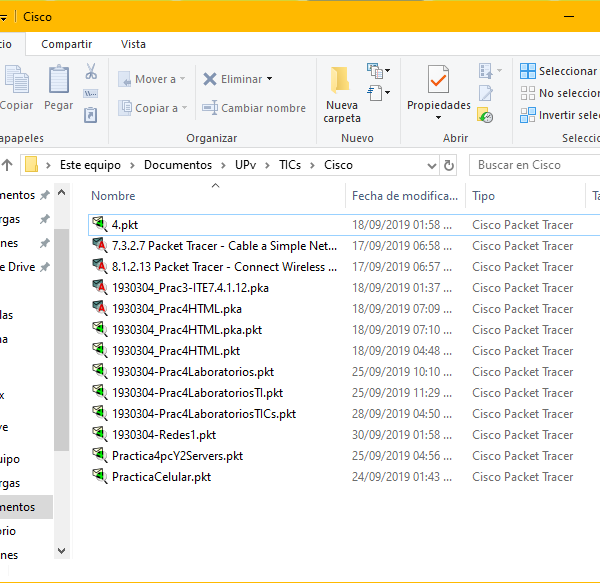 Cisco
cio Compartir Vista
Copiar Pegar Mover a Eliminar Nueva carpeta Propiedades Seleccionar
Copiar a Cambiar nombre No seleccion
Invertir selec
apapeles Organizar Nuevo Abrir Selecci
Este equipo > Documentos > UPv > TICs > Cisco Buscar en Cisco
Nombre Fecha de modifica... Tipo Ta
4.pkt 18/09/2019 01:58 ... Cisco Packet Tracer
7.3.2.7 Packet Tracer - Cable a Simple Net... 17/09/2019 06:58 ... Cisco Packet Tracer
8.1.2.13 Packet Tracer - Connect Wireless ... 17/09/2019 06:57 ... Cisco Packet Tracer
1930304_Prac3-ITE7.4.1.12.pka 18/09/2019 01:37 ... Cisco Packet Tracer
1930304_Prac4HTML.pka 18/09/2019 07:09 ... Cisco Packet Tracer
1930304_Prac4HTML.pka.pkt 18/09/2019 07:10 ... Cisco Packet Tracer
1930304_Prac4HTML.pkt 18/09/2019 04:48 ... Cisco Packet Tracer
1930304-Prac4Laboratorios.pkt 25/09/2019 10:10 ... Cisco Packet Tracer
1930304-Prac4LaboratoriosTI.pkt 25/09/2019 11:29 ... Cisco Packet Tracer
1930304-Prac4LaboratoriosTICs.pkt 28/09/2019 04:50 ... Cisco Packet Tracer
1930304-Redes1.pkt 30/09/2019 01:58 ... Cisco Packet Tracer
Practica4pcY2Servers.pkt 25/09/2019 04:56 ... Cisco Packet Tracer
PracticaCelular.pkt 24/09/2019 01:43 ... Cisco Packet Tracer
mentos
rgas
nes
e Drive
las
na
x
ve
uipo
rgas
mentos
orio
nes